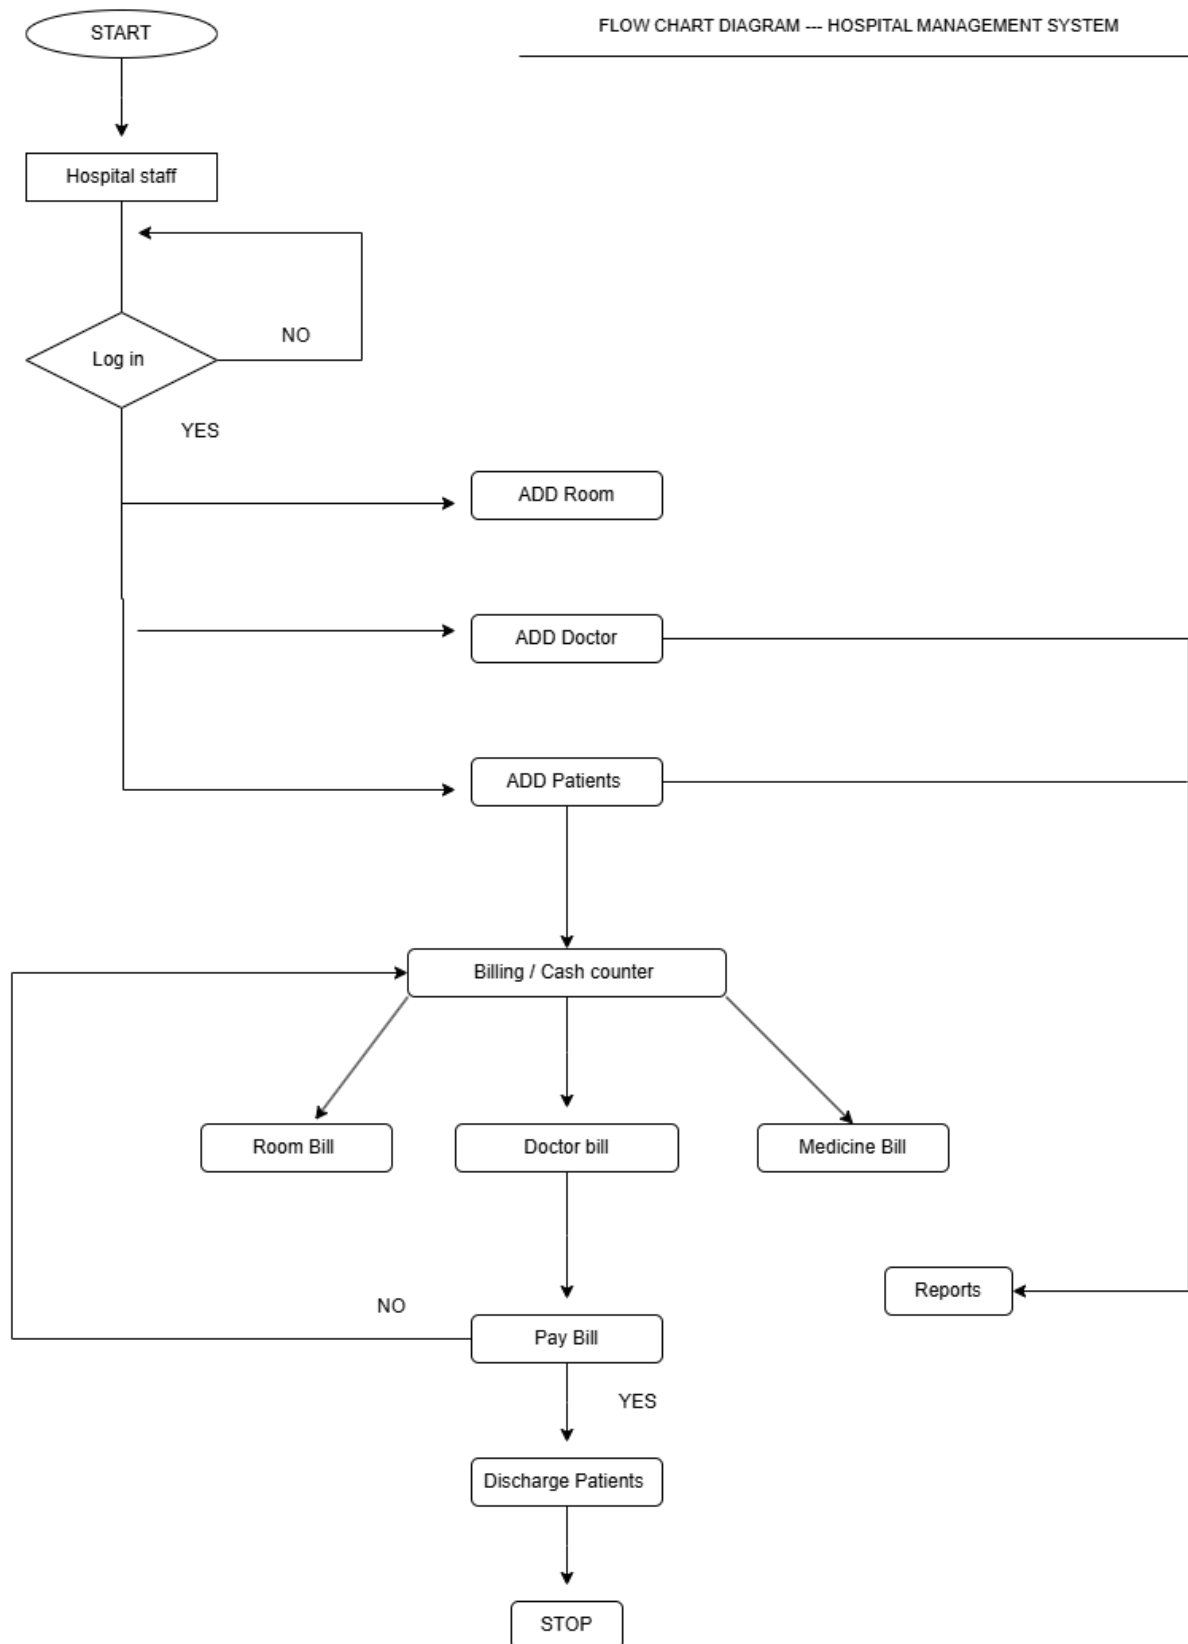 START
FLOW CHART DIAGRAM --- HOSPITAL MANAGEMENT SYSTEM
Hospital staff
NO
Log in
YES
ADD Room
ADD Doctor
ADD Patients
Billing / Cash counter
Room Bill
Doctor bill
Medicine Bill
Reports
NO
Pay Bill
YES
Discharge Patients
STOP